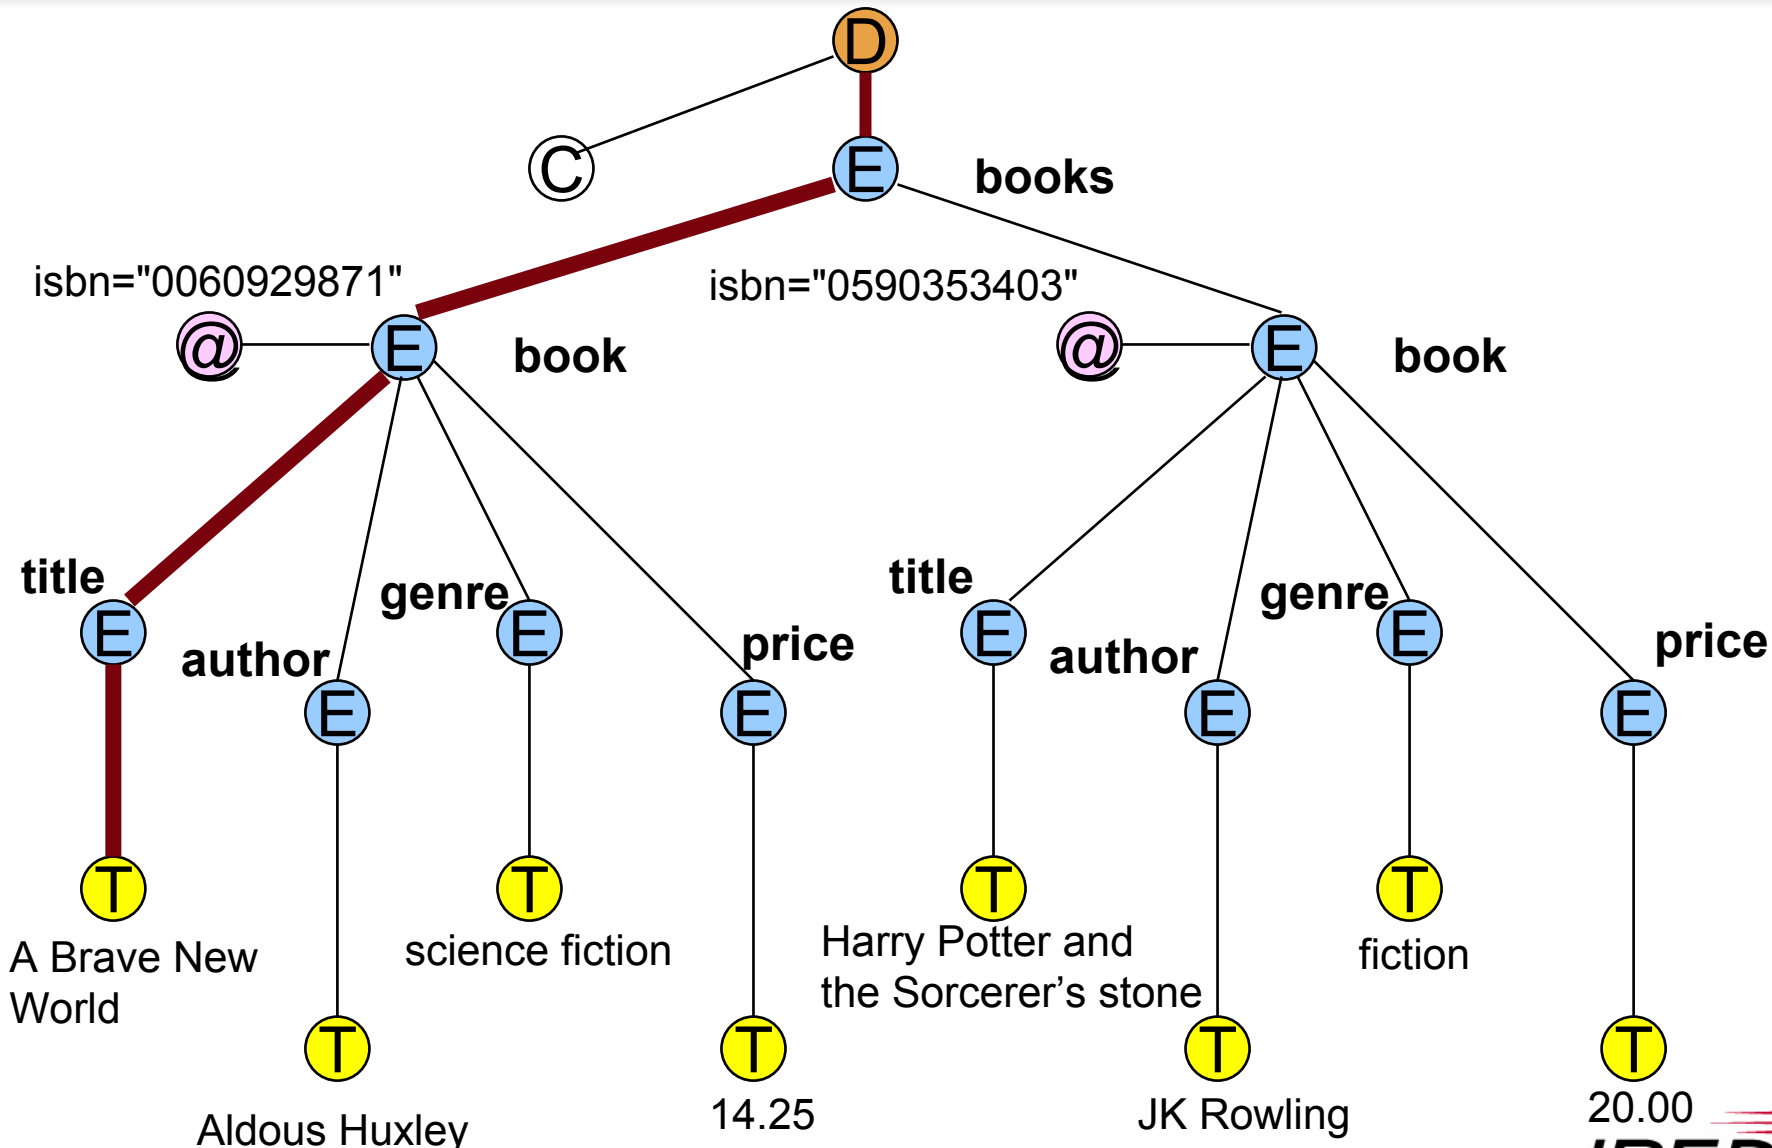 D
C
E
books
isbn="0060929871"
isbn="0590353403"
@
E
book
@
E
book
title
E
author
E
genre
E
price
E
title
E
author
E
genre
E
price
E
T
A Brave New
World
T
science fiction
T
Harry Potter and
the Sorcerer’s stone
T
fiction
T
Aldous Huxley
T
14.25
T
JK Rowling
T
20.00